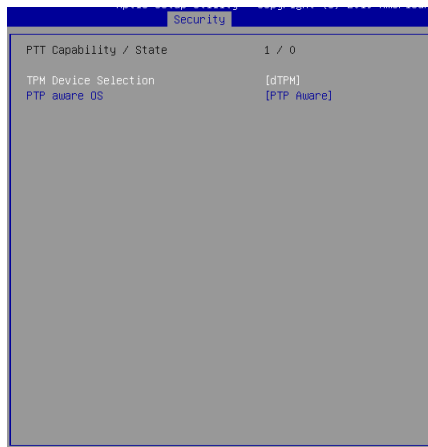 Security
PTT Capability / State 1 / 0
TPM Device Selection [dTPM]
PTP aware OS [PTP Aware]